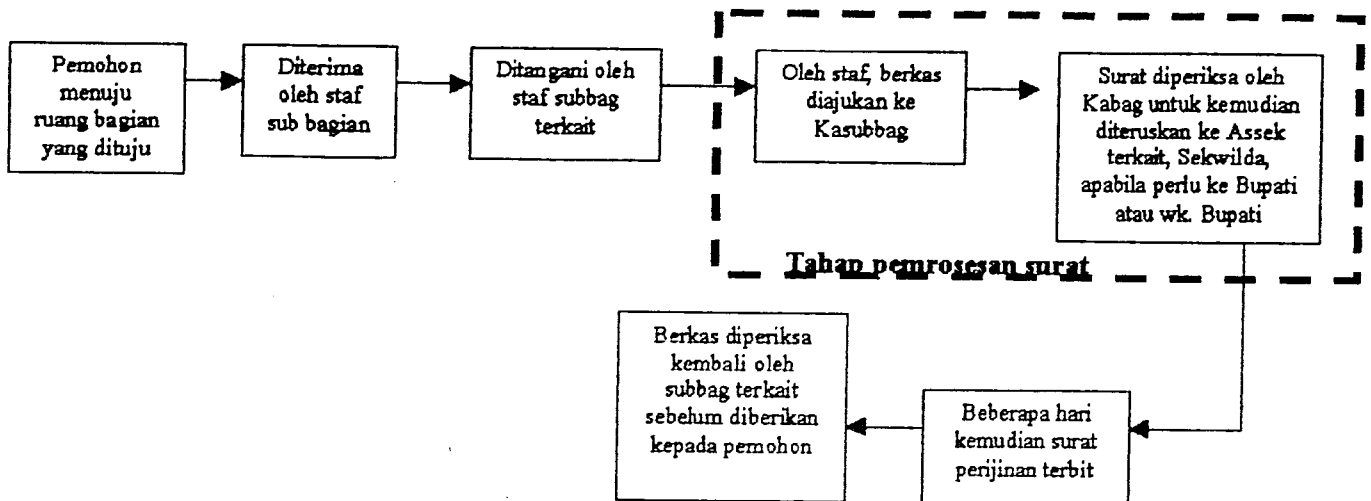 Pemohon
menuju
ruang bagian
yang dituju
Diterima
oleh staf
sub bagian
Ditangani oleh
staf subbag
terkait
Oleh staf, berkas
diajukan ke
Kasubbag
Surat diperiksa oleh
Kabag untuk kemudian
diteruskan ke Assek
terkait, Sekwilda,
apabila perlu ke Bupati
atau wk. Bupati
Tahap pemrosesan surat
Berkas diperiksa
kembali oleh
subbag terkait
sebelum diberikan
kepada pemohon
Beberapa hari
kemudian surat
perijinan terbit